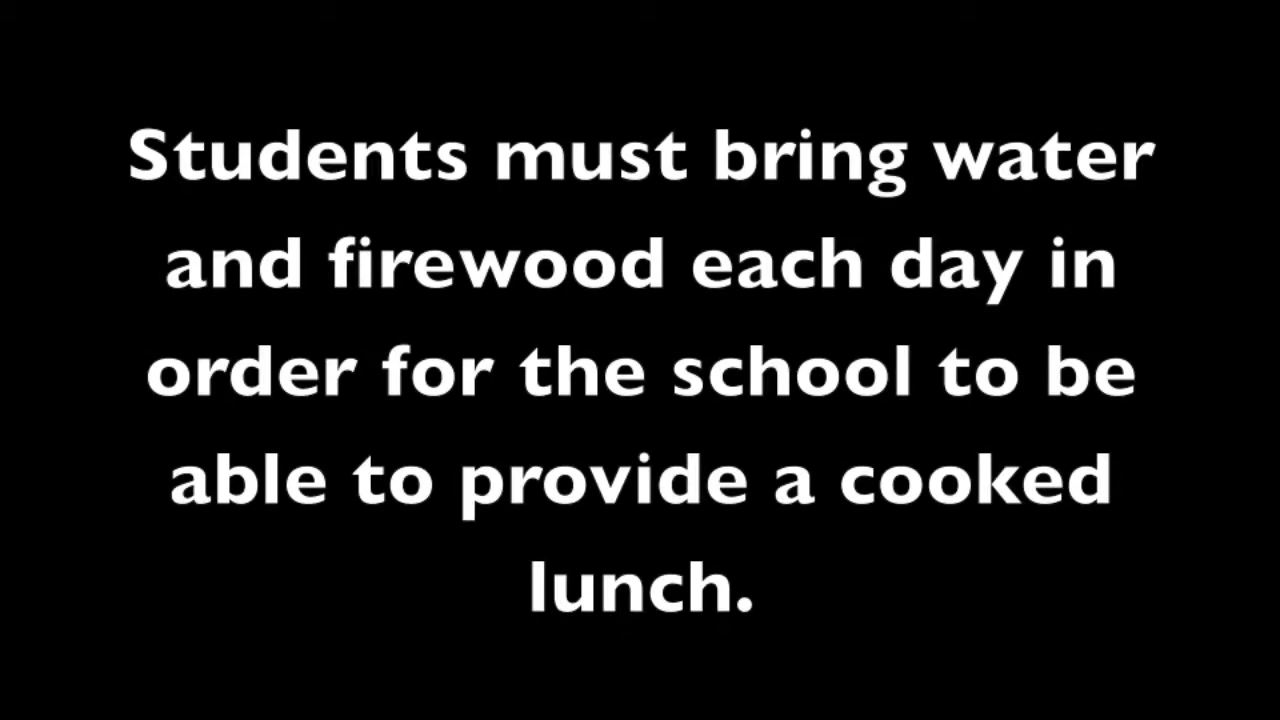 Students must bring water
and firewood each day in
order for the school to be
able to provide a cooked
lunch.